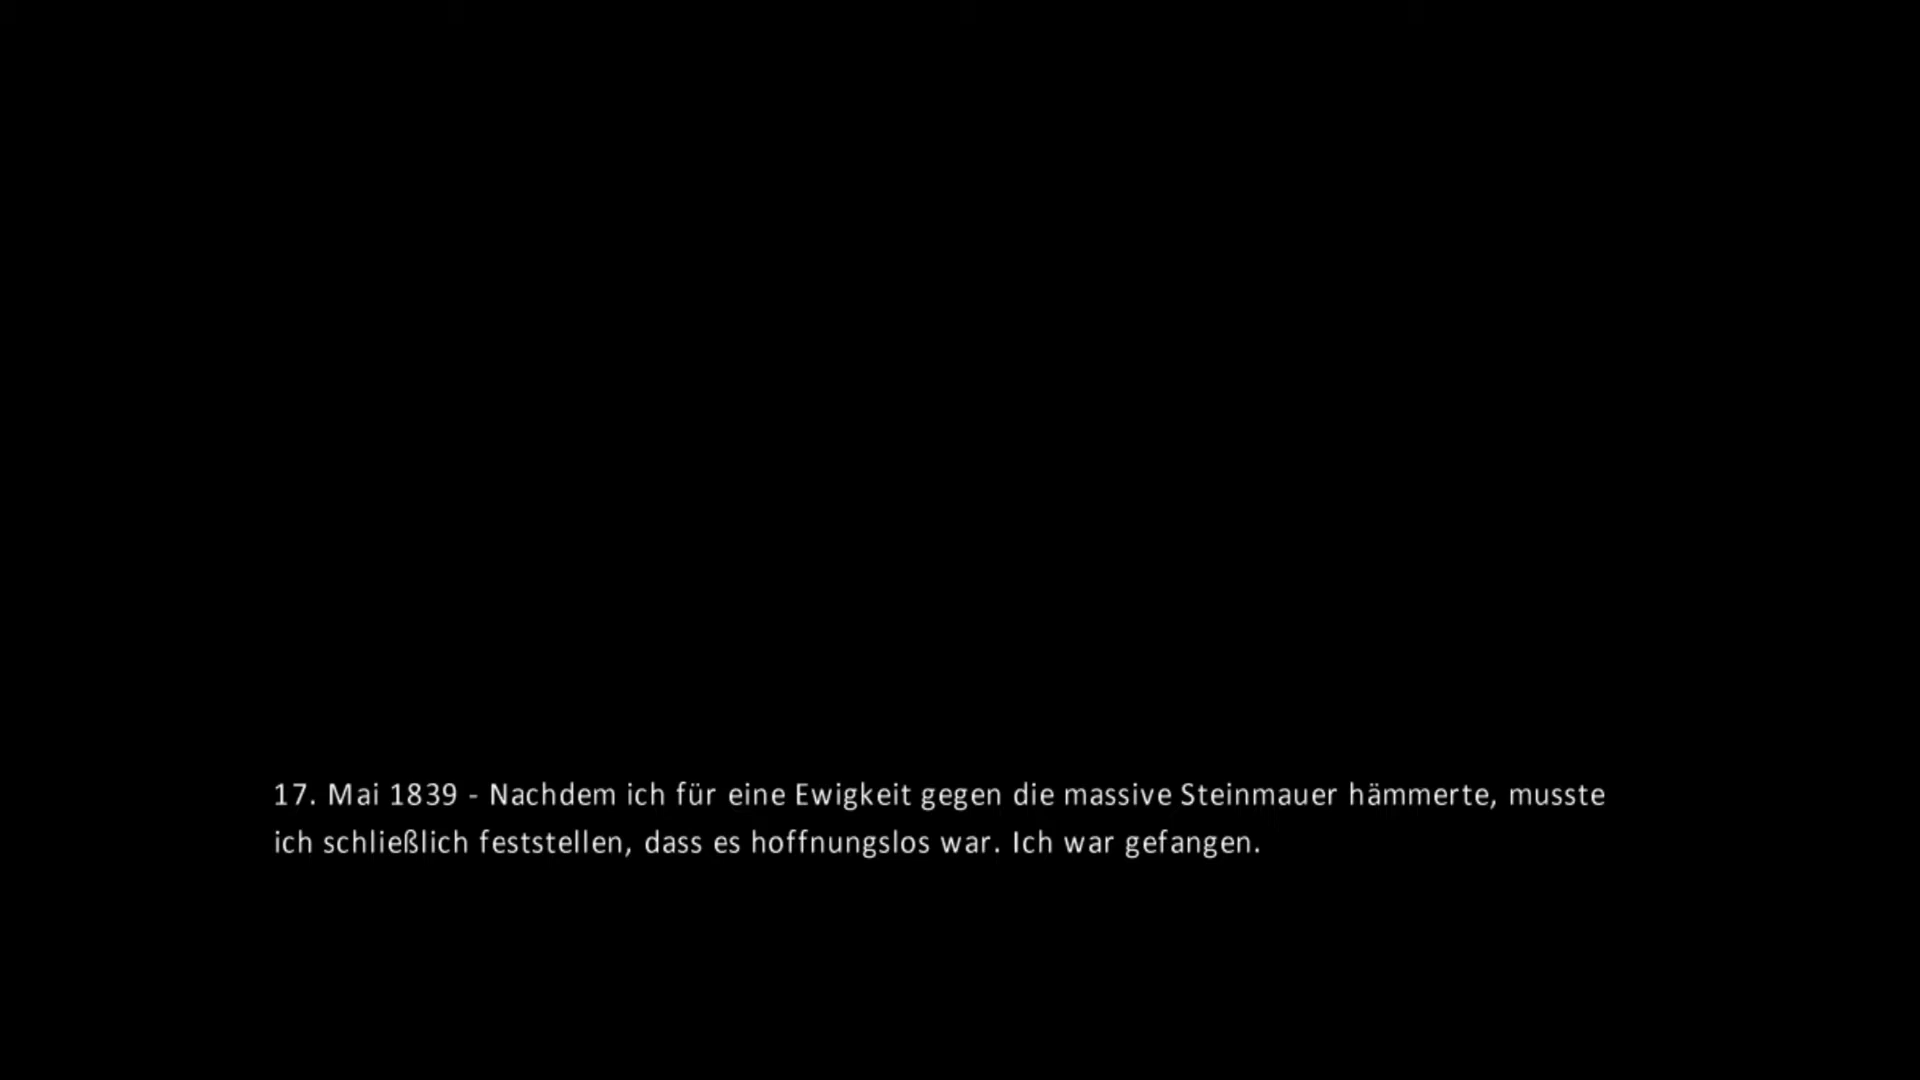 17. Mai 1839 - Nachdem ich für eine Ewigkeit gegen die massive Steinmauer hämmerte, musste
ich schließlich feststellen, dass es hoffnungslos war. Ich war gefangen.